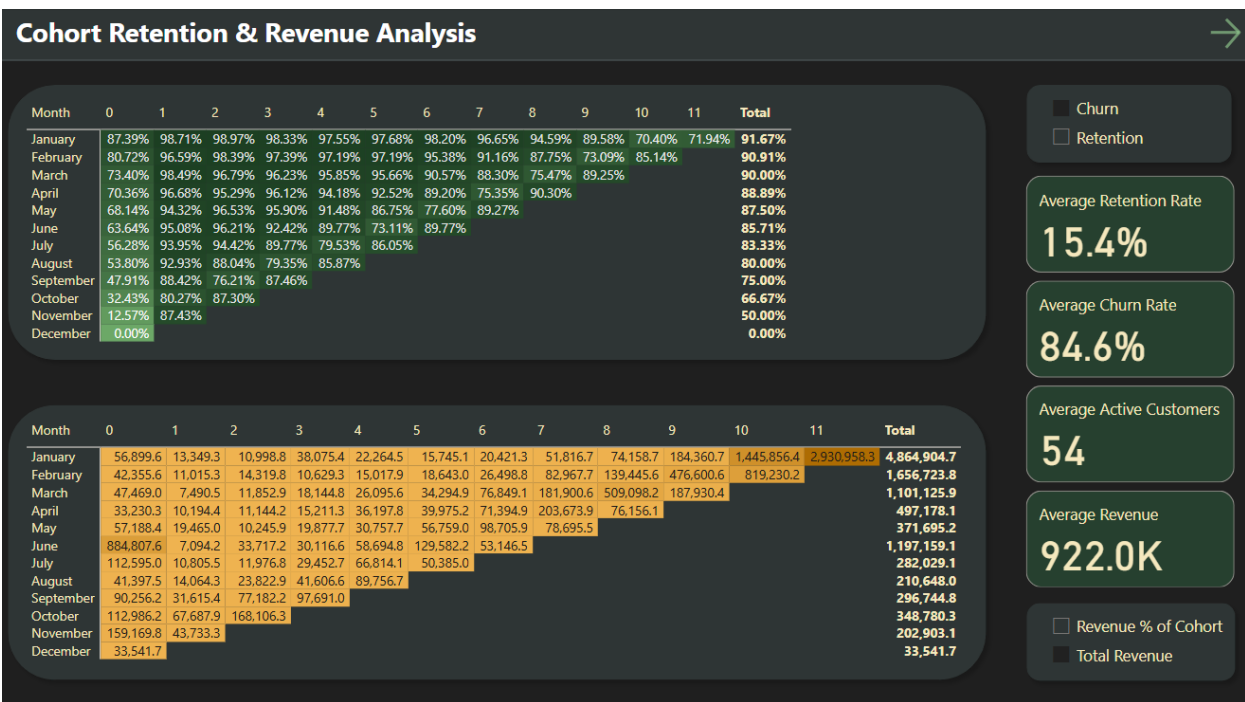 Cohort Retention & Revenue Analysis
Month 0 1 2 3 4 5 6 7 8 9 10 11 Total
January 87.39% 98.71% 98.97% 98.33% 97.55% 97.68% 98.20% 96.65% 94.59% 89.58% 70.40% 71.94% 91.67%
February 80.72% 96.59% 98.39% 97.39% 97.19% 97.19% 95.38% 91.16% 87.75% 73.09% 85.14% 90.91%
March 73.40% 98.49% 96.79% 96.23% 95.85% 95.66% 90.57% 88.30% 75.47% 89.25% 90.00%
April 70.36% 96.68% 95.29% 96.12% 94.18% 92.52% 89.20% 75.35% 90.30% 88.89%
May 68.14% 94.32% 96.53% 95.90% 91.48% 86.75% 77.60% 89.27% 87.50%
June 63.64% 95.08% 96.21% 92.42% 89.77% 73.11% 89.77% 85.71%
July 56.28% 93.95% 94.42% 89.77% 79.53% 86.05% 83.33%
August 53.80% 92.93% 88.04% 79.35% 85.87% 80.00%
September 47.91% 88.42% 76.21% 87.46% 75.00%
October 32.43% 80.27% 87.30% 66.67%
November 12.57% 87.43% 50.00%
December 0.00% 0.00%
Month 0 1 2 3 4 5 6 7 8 9 10 11 Total
January 56,899.6 13,349.3 10,998.8 38,075.4 22,264.5 15,745.1 20,421.3 51,816.7 74,158.7 184,360.7 1,445,856.4 2,930,958.3 4,864,904.7
February 42,355.6 11,015.3 14,319.8 10,629.3 15,017.9 18,643.0 26,498.8 82,967.7 139,445.6 476,600.6 819,230.2 1,656,723.8
March 47,469.0 7,490.5 11,852.9 18,144.8 26,095.6 34,294.9 76,849.1 181,900.6 509,098.2 187,930.4 1,101,125.9
April 33,230.3 10,194.4 11,144.2 15,211.3 36,197.8 39,975.2 71,394.9 203,673.9 76,156.1 497,178.1
May 57,188.4 19,465.0 10,245.9 19,877.7 30,757.7 56,759.0 98,705.9 78,695.5 371,695.2
June 884,807.6 7,094.2 33,717.2 30,116.6 58,694.8 129,582.2 53,146.5 1,197,159.1
July 112,595.0 10,805.5 11,976.8 29,452.7 66,814.1 50,385.0 282,029.1
August 41,397.5 14,064.3 23,822.9 41,606.6 89,756.7 210,648.0
September 90,256.2 31,615.4 77,182.2 97,691.0 296,744.8
October 112,986.2 67,687.9 168,106.3 348,780.3
November 159,169.8 43,733.3 202,903.1
December 33,541.7 33,541.7
Churn
Retention
Average Retention Rate
15.4%
Average Churn Rate
84.6%
Average Active Customers
54
Average Revenue
922.0K
Revenue % of Cohort
Total Revenue